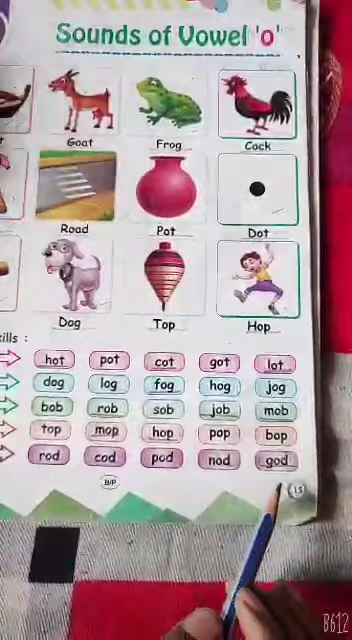 Sounds of Vowel 'o'
Goat Frog Cock
Road Pot Dot
Dog Top Hop
hot pot cot got lot
dog log fog hog jog
bob rob sob job mob
top mop hop pop bop
rod cod pod nod god
B/P
15
B612